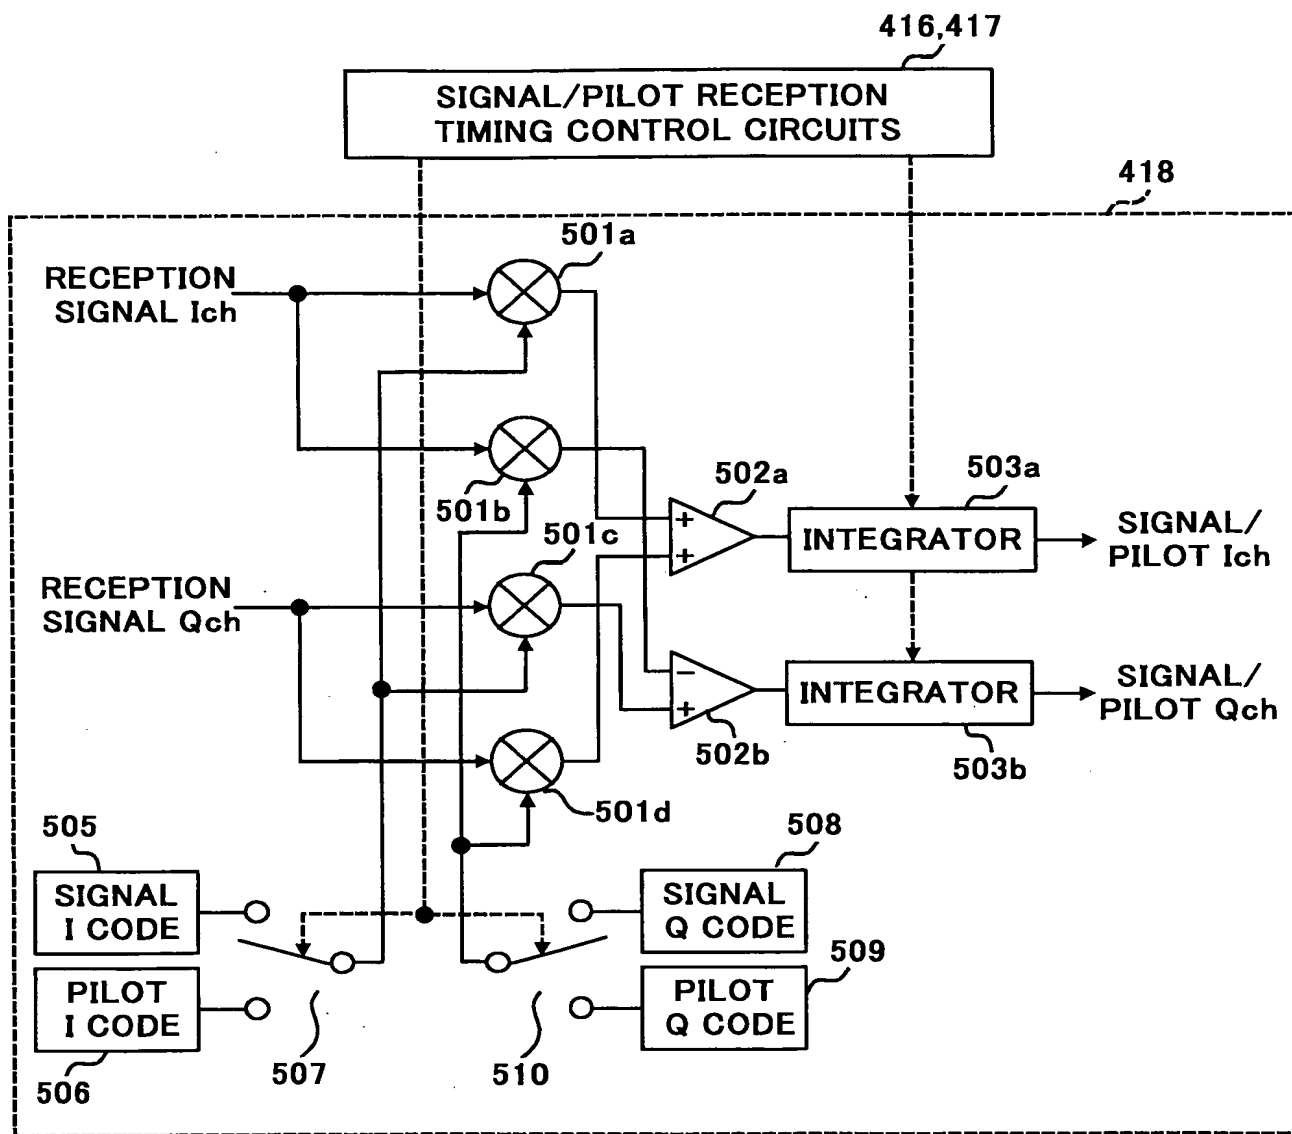 416,417
SIGNAL/PILOT RECEPTION
TIMING CONTROL CIRCUITS
418
501a
RECEPTION
SIGNAL Ich
501b
502a
503a
+
+
INTEGRATOR
SIGNAL/
PILOT Ich
501c
RECEPTION
SIGNAL Qch
−
+
INTEGRATOR
SIGNAL/
PILOT Qch
502b
503b
501d
505
SIGNAL
I CODE
508
SIGNAL
Q CODE
PILOT
I CODE
506
507
510
509
PILOT
Q CODE